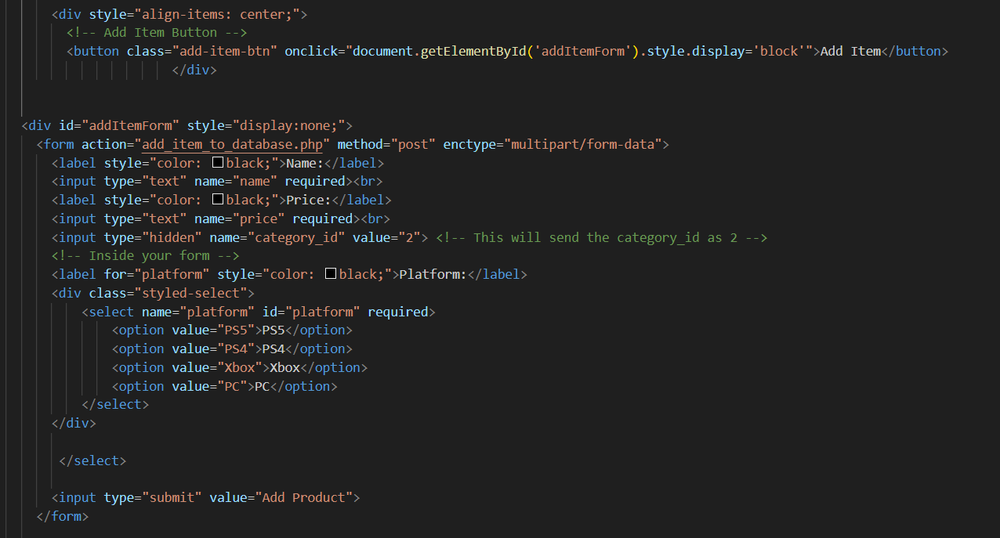 <div style="align-items: center;">
<!-- Add Item Button -->
<button class="add-item-btn" onclick="document.getElementById('addItemForm').style.display='block'">Add Item</button>
</div>
<div id="addItemForm" style="display:none;">
<form action="add_item_to_database.php" method="post" enctype="multipart/form-data">
<label style="color: black;">Name:</label>
<input type="text" name="name" required><br>
<label style="color: black;">Price:</label>
<input type="text" name="price" required><br>
<input type="hidden" name="category_id" value="2"> <!-- This will send the category_id as 2 -->
<!-- Inside your form -->
<label for="platform" style="color: black;">Platform:</label>
<div class="styled-select">
<select name="platform" id="platform" required>
<option value="PS5">PS5</option>
<option value="PS4">PS4</option>
<option value="Xbox">Xbox</option>
<option value="PC">PC</option>
</select>
</div>
</select>
<input type="submit" value="Add Product">
</form>